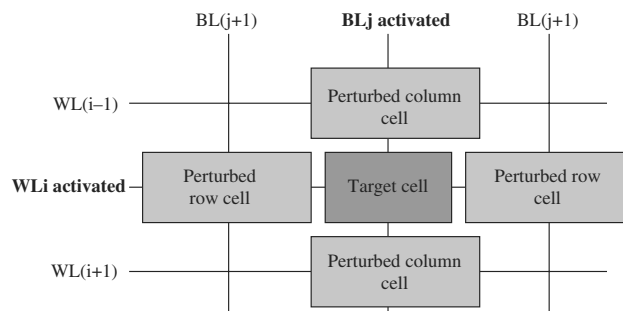 BL(j+1)
BLj activated
BL(j+1)
WL(i–1)
Perturbed column
cell
WLi activated
Perturbed
row cell
Target cell
Perturbed row
cell
WL(i+1)
Perturbed column
cell